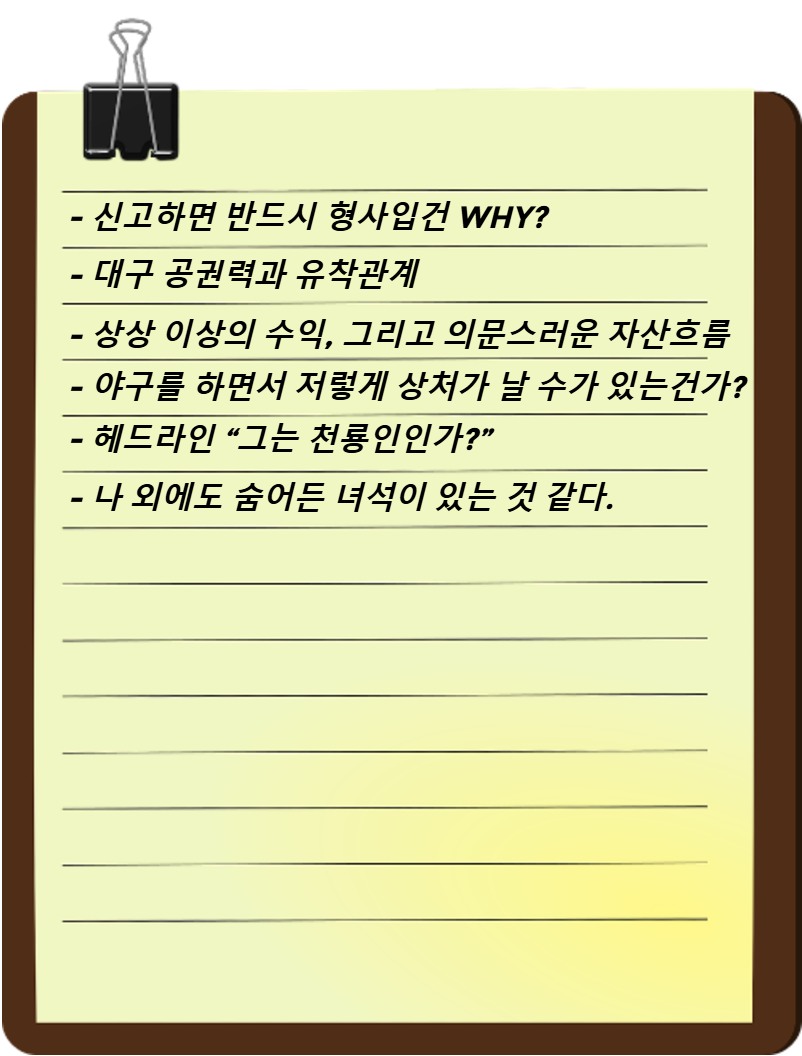 - 신고하면 반드시 형사입건 WHY?
- 대구 공권력과 유착관계
- 상상 이상의 수익, 그리고 의문스러운 자산흐름
- 야구를 하면서 저렇게 상처가 날 수가 있는건가?
- 헤드라인 “그는 천룡인인가?”
- 나 외에도 숨어든 녀석이 있는 것 같다.